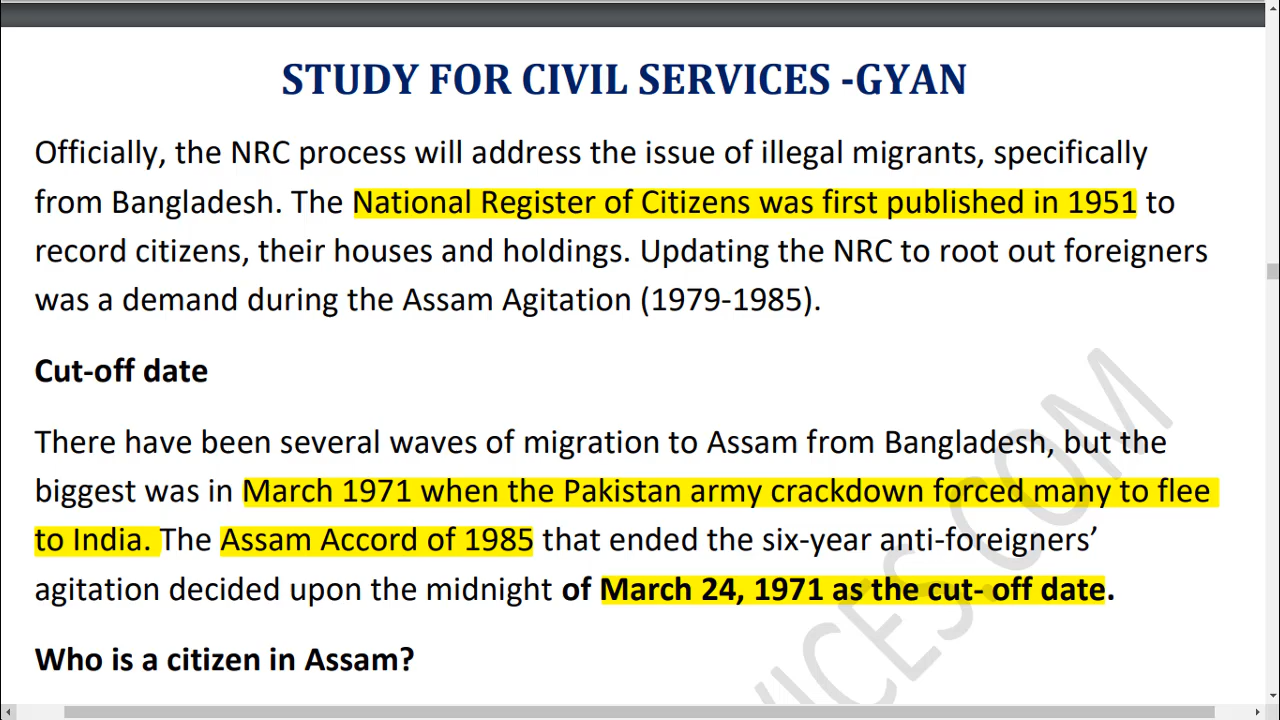 STUDY FOR CIVIL SERVICES -GYAN
Officially, the NRC process will address the issue of illegal migrants, specifically
from Bangladesh. The National Register of Citizens was first published in 1951 to
record citizens, their houses and holdings. Updating the NRC to root out foreigners
was a demand during the Assam Agitation (1979-1985).
Cut-off date
There have been several waves of migration to Assam from Bangladesh, but the
biggest was in March 1971 when the Pakistan army crackdown forced many to flee
to India. The Assam Accord of 1985 that ended the six-year anti-foreigners’
agitation decided upon the midnight of March 24, 1971 as the cut- off date.
Who is a citizen in Assam?
VICES.COM